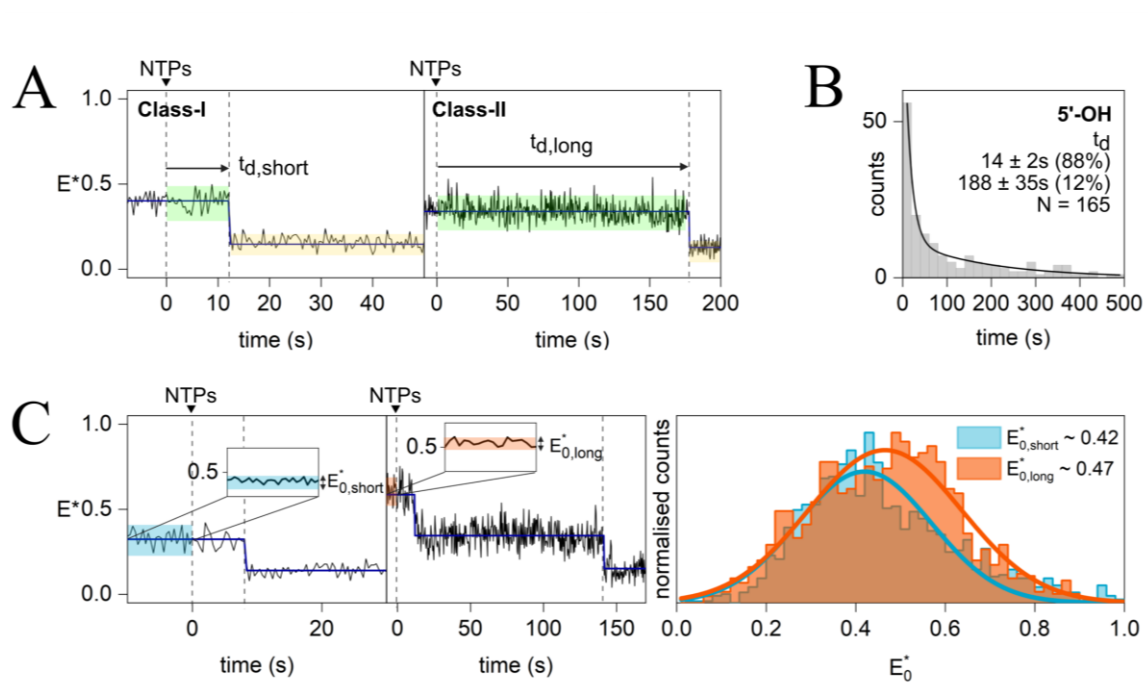 A
NTPs
NTPs
Class-I
Class-II
t_d,short
t_d,long
E*
1.0
0.5
0.0
0 10 20 30 40
0 50 100 150 200
time (s)
time (s)
B
5'-OH
t_d
14 ± 2s (88%)
188 ± 35s (12%)
N = 165
counts
50
0
0 100 200 300 400 500
time (s)
C
NTPs
NTPs
0.5
E*_0,short
0.5
E*_0,long
E*
1.0
0.5
0.0
0 20
0 50 100 150
time (s)
time (s)
normalised counts
E*_0,short ~ 0.42
E*_0,long ~ 0.47
0.0 0.2 0.4 0.6 0.8 1.0
E*_0